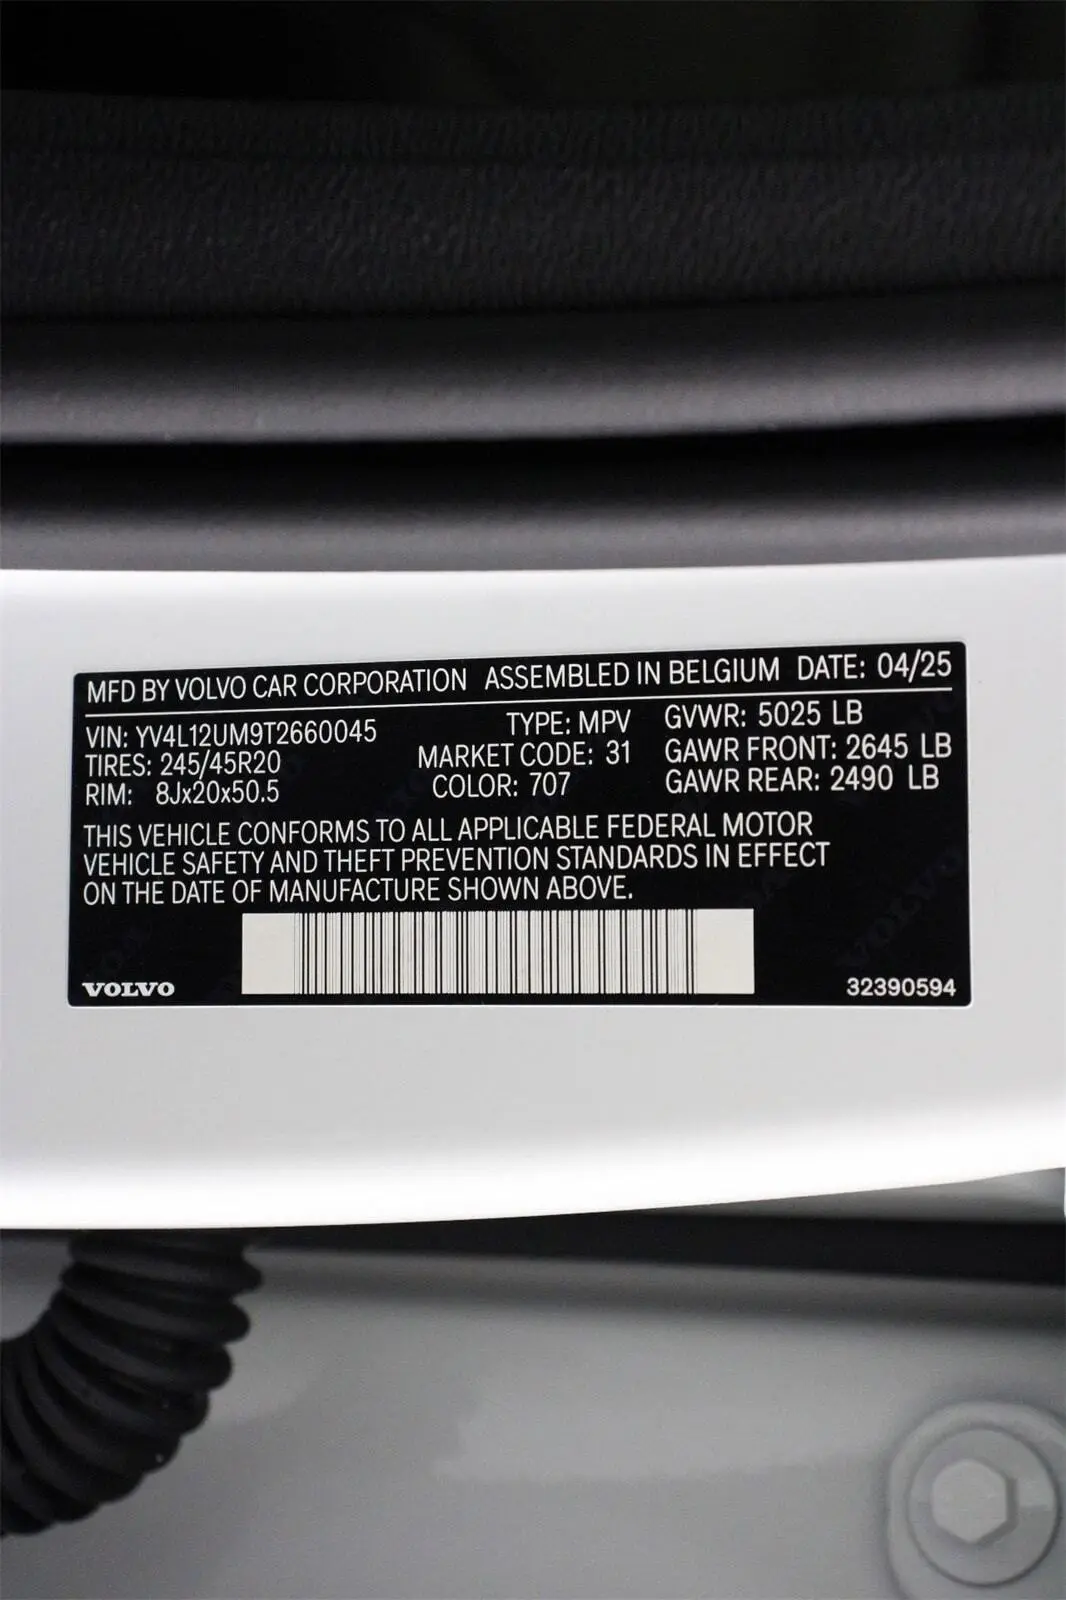 MFD BY VOLVO CAR CORPORATION ASSEMBLED IN BELGIUM DATE: 04/25
VIN: YV4L12UM9T2660045 TYPE: MPV GVWR: 5025 LB
TIRES: 245/45R20 MARKET CODE: 31 GAWR FRONT: 2645 LB
RIM: 8Jx20x50.5 COLOR: 707 GAWR REAR: 2490 LB
THIS VEHICLE CONFORMS TO ALL APPLICABLE FEDERAL MOTOR
VEHICLE SAFETY AND THEFT PREVENTION STANDARDS IN EFFECT
ON THE DATE OF MANUFACTURE SHOWN ABOVE.
VOLVO 32390594